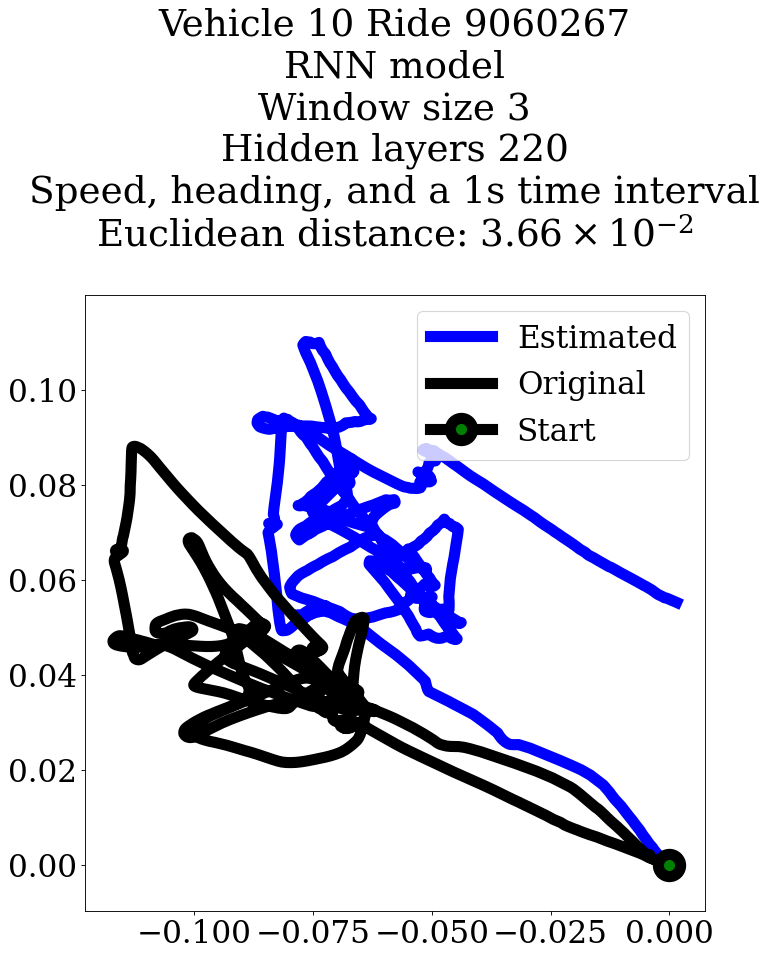 Vehicle 10 Ride 9060267
RNN model
Window size 3
Hidden layers 220
Speed, heading, and a 1s time interval
Euclidean distance: 3.66 × 10⁻²
Estimated
Original
Start
0.10
0.08
0.06
0.04
0.02
0.00
−0.100 −0.075 −0.050 −0.025 0.000